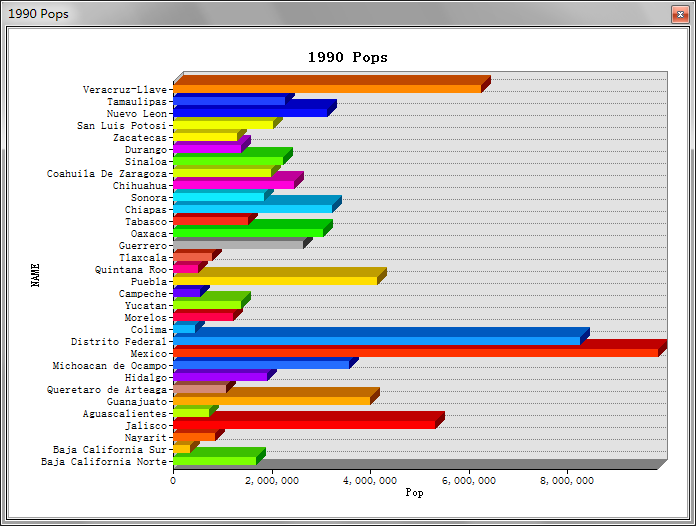 1990 Pops
1990 Pops
Veracruz-Llave
Tamaulipas
Nuevo Leon
San Luis Potosi
Zacatecas
Durango
Sinaloa
Coahuila De Zaragoza
Chihuahua
Sonora
Chiapas
Tabasco
Oaxaca
Guerrero
Tlaxcala
Quintana Roo
Puebla
Campeche
Yucatan
Morelos
Colima
Distrito Federal
Mexico
Michoacan de Ocampo
Hidalgo
Queretaro de Arteaga
Guanajuato
Aguascalientes
Jalisco
Nayarit
Baja California Sur
Baja California Norte
NAME
0 2,000,000 4,000,000 6,000,000 8,000,000
Pop